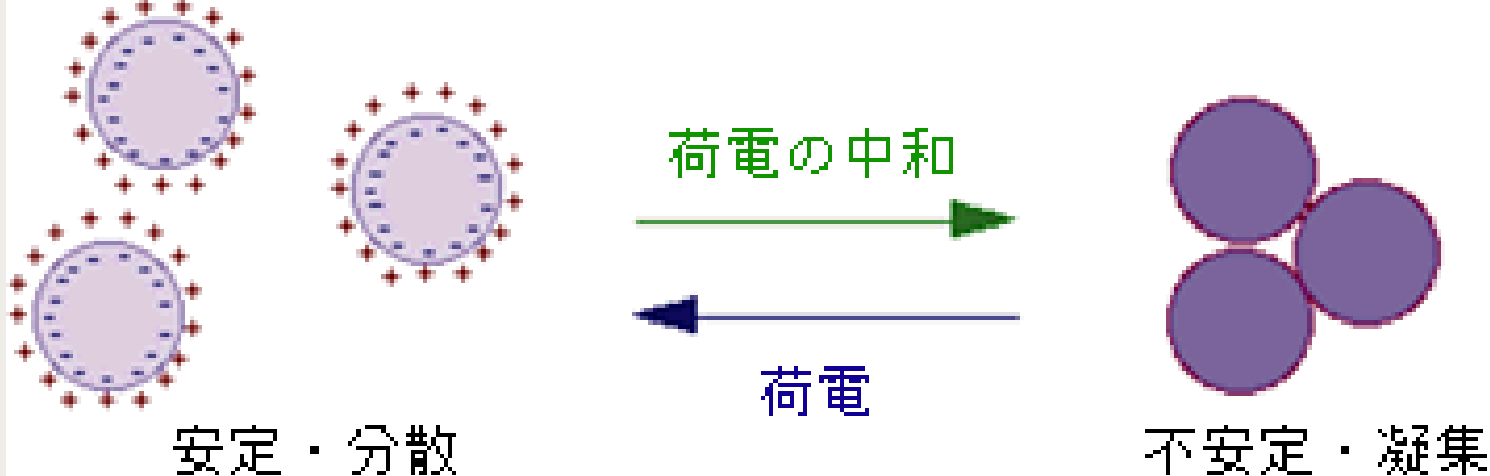 荷電の中和
荷電
安定・分散
不安定・凝集